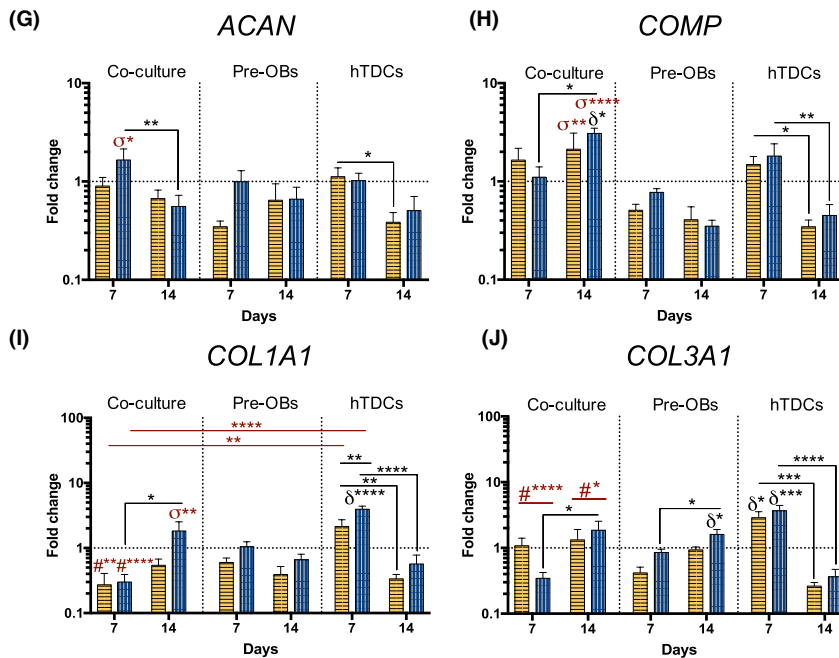 (G) ACAN
Co-culture Pre-OBs hTDCs
Fold change
10
1
0.1
σ* ** *
7 14 7 14 7 14
Days
(H) COMP
Co-culture Pre-OBs hTDCs
Fold change
10
1
0.1
* ** *
σ****
σ** δ*
7 14 7 14 7 14
Days
(I) COL1A1
Co-culture Pre-OBs hTDCs
Fold change
100
10
1
0.1
****
**
** ****
* ** 
σ** δ****
#** #****
7 14 7 14 7 14
Days
(J) COL3A1
Co-culture Pre-OBs hTDCs
Fold change
100
10
1
0.1
****
#**** #* * ***
* δ* δ* δ***
7 14 7 14 7 14
Days